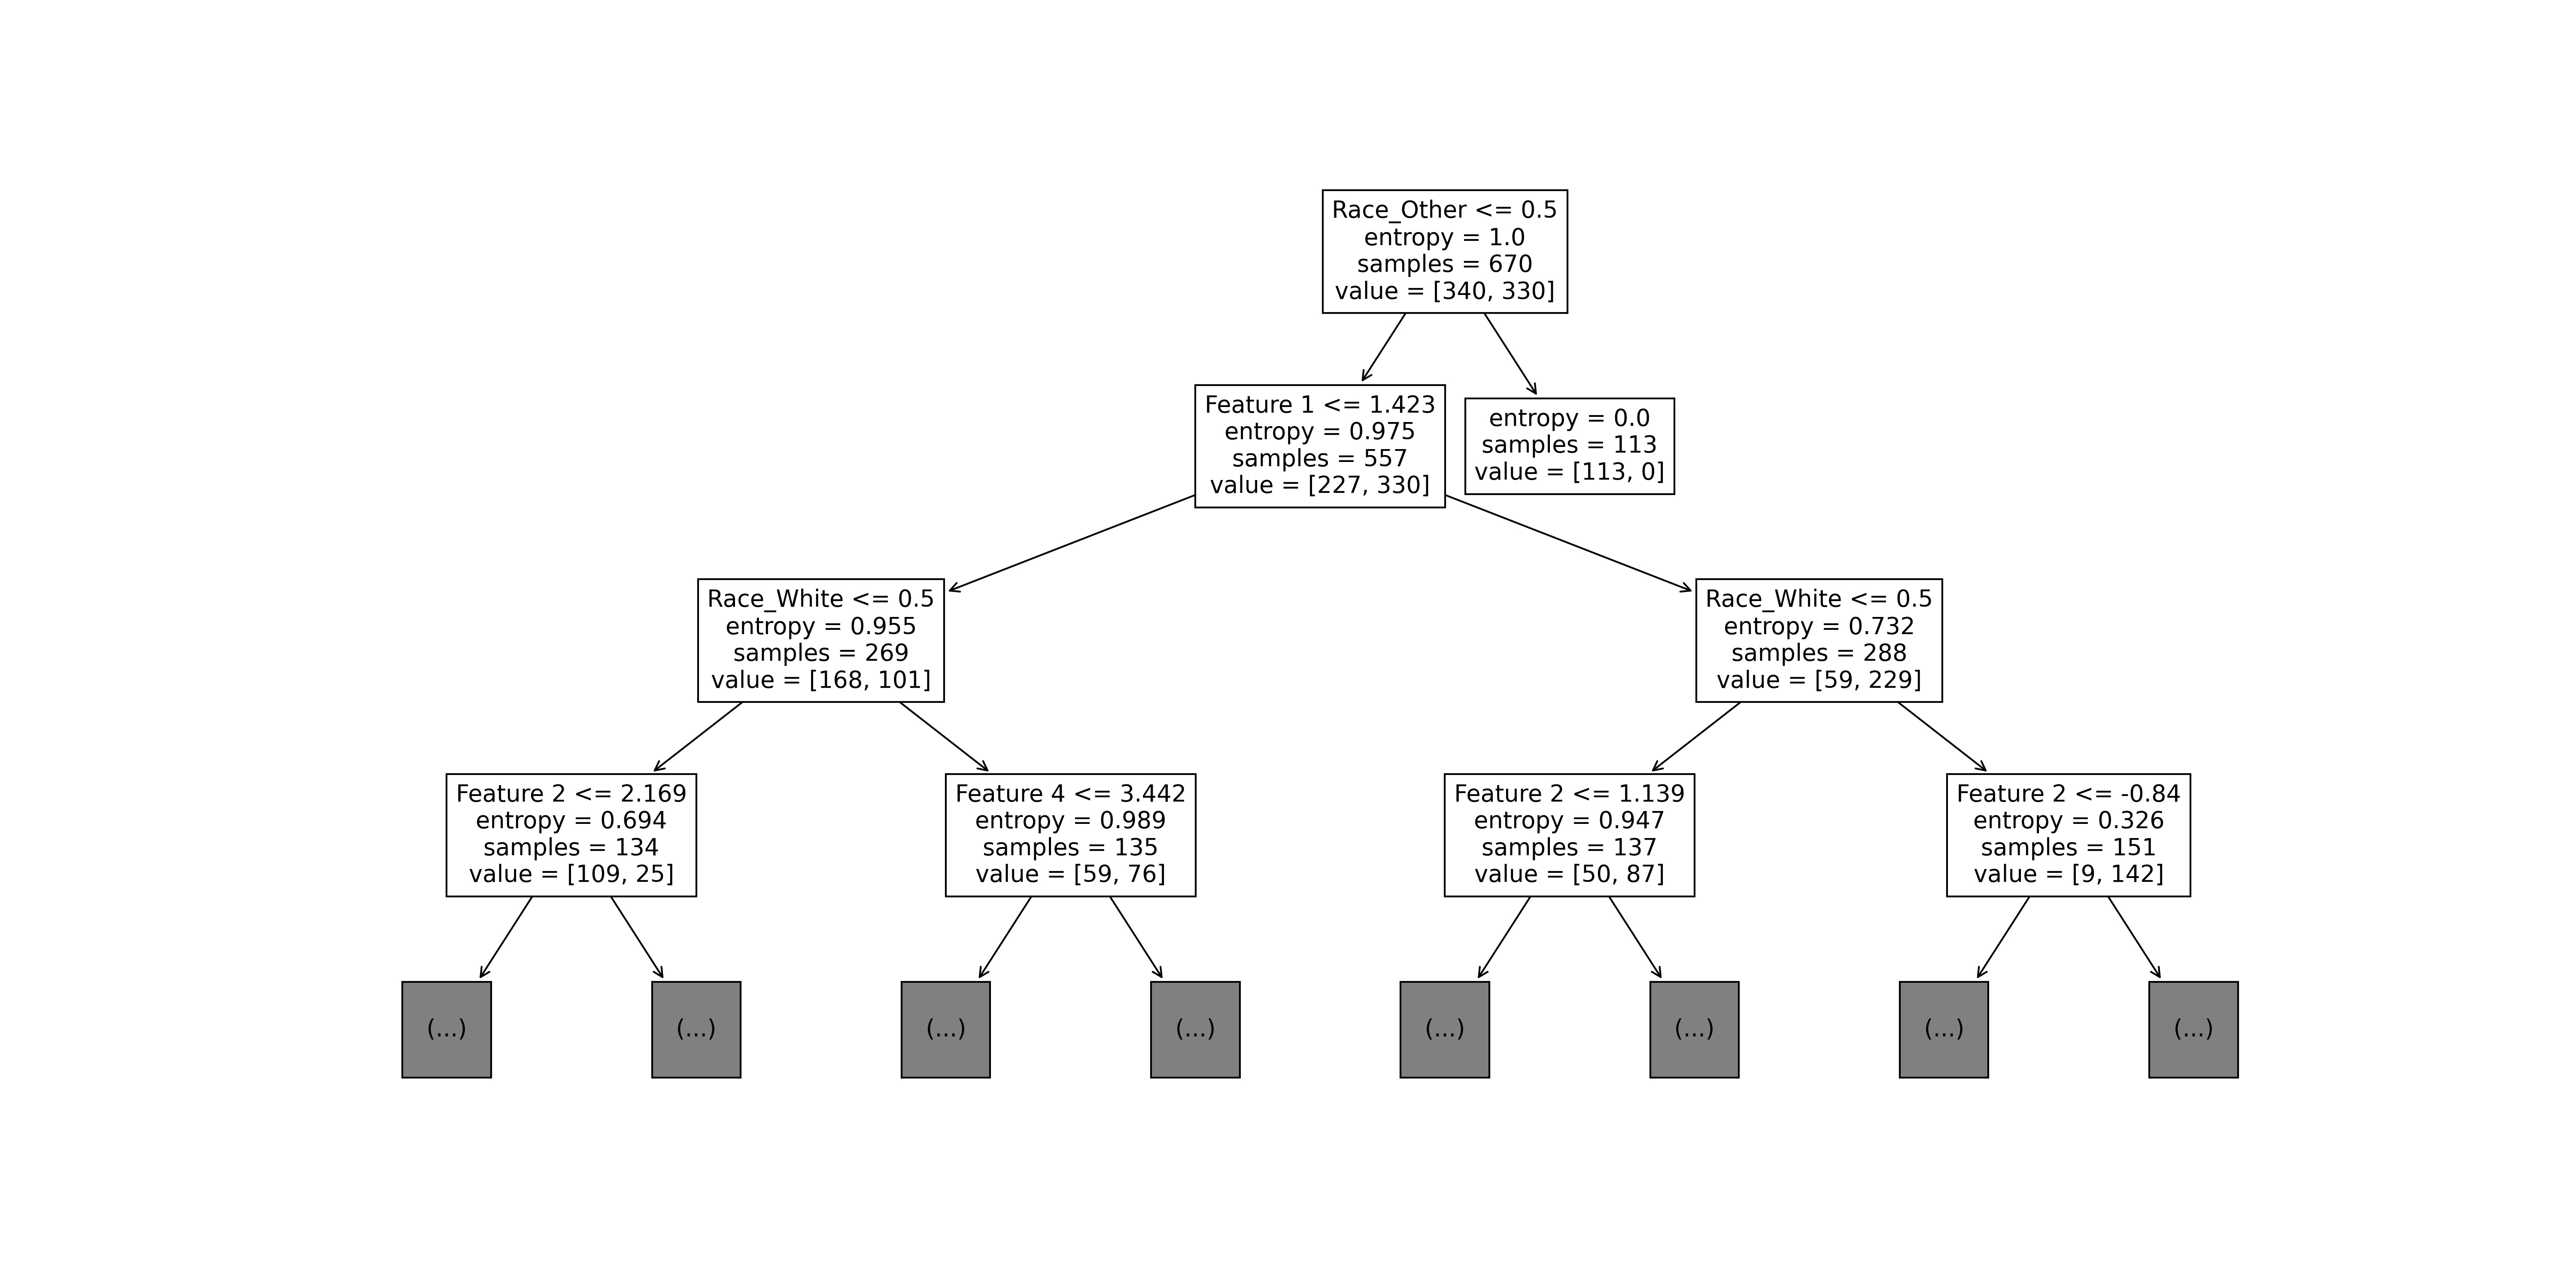 Race_Other <= 0.5
entropy = 1.0
samples = 670
value = [340, 330]
Feature 1 <= 1.423
entropy = 0.975
samples = 557
value = [227, 330]
entropy = 0.0
samples = 113
value = [113, 0]
Race_White <= 0.5
entropy = 0.955
samples = 269
value = [168, 101]
Race_White <= 0.5
entropy = 0.732
samples = 288
value = [59, 229]
Feature 2 <= 2.169
entropy = 0.694
samples = 134
value = [109, 25]
Feature 4 <= 3.442
entropy = 0.989
samples = 135
value = [59, 76]
Feature 2 <= 1.139
entropy = 0.947
samples = 137
value = [50, 87]
Feature 2 <= -0.84
entropy = 0.326
samples = 151
value = [9, 142]
(...)
(...)
(...)
(...)
(...)
(...)
(...)
(...)